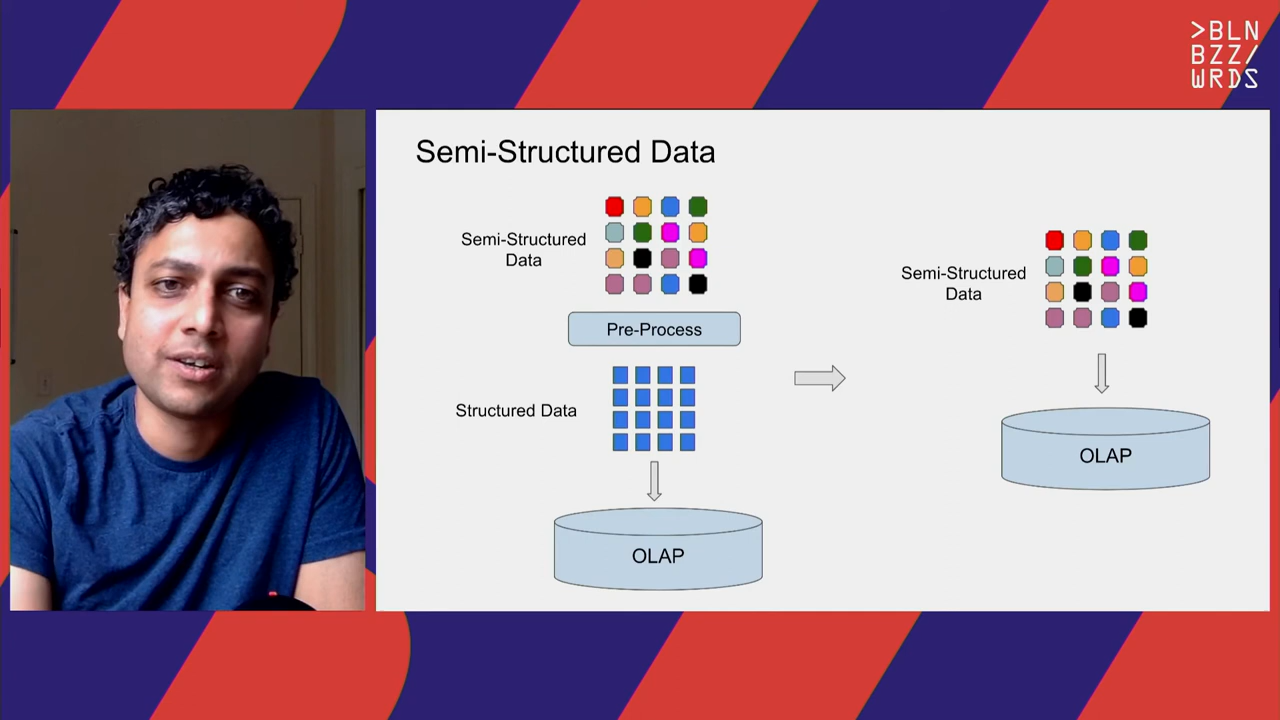 >BLN
BZZ/
WRDS
Semi-Structured Data
Semi-Structured
Data
Pre-Process
Structured Data
OLAP
Semi-Structured
Data
OLAP